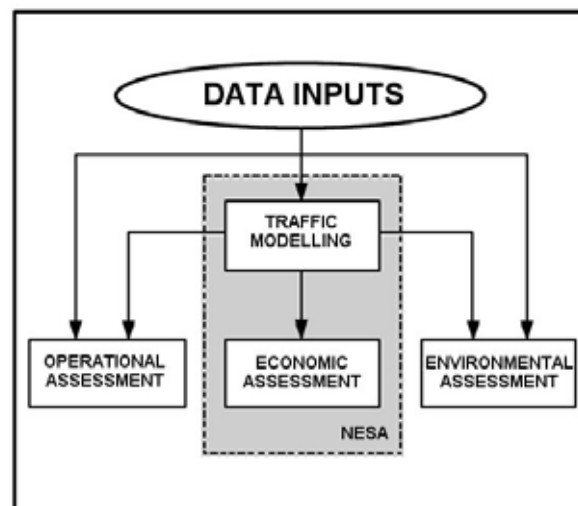 DATA INPUTS
TRAFFIC
MODELLING
OPERATIONAL
ASSESSMENT
ECONOMIC
ASSESSMENT
ENVIRONMENTAL
ASSESSMENT
NESA